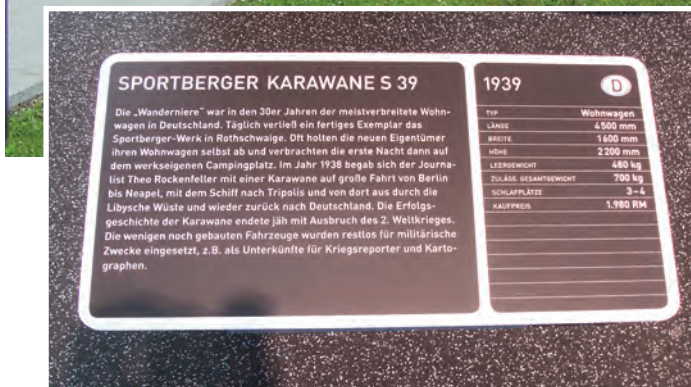 SPORTBERGER KARAWANE S 39
Die „Wanderniere“ war in den 30er Jahren der meistverbreitete Wohn-
wagen in Deutschland. Täglich verließ ein fertiges Exemplar das
Sportberger-Werk in Rothschwaige. Oft holten die neuen Eigentümer
ihren Wohnwagen selbst ab und verbrachten die erste Nacht dann auf
dem werkseigenen Campingplatz. Im Jahr 1938 begab sich der Journa-
list Theo Rockenfeller mit einer Karawane auf große Fahrt von Berlin
bis Neapel, mit dem Schiff nach Tripolis und von dort aus durch die
Libysche Wüste und wieder zurück nach Deutschland. Die Erfolgs-
geschichte der Karawane endete jäh mit Ausbruch des 2. Weltkrieges.
Die wenigen noch gebauten Fahrzeuge wurden restlos für militärische
Zwecke eingesetzt, z.B. als Unterkünfte für Kriegsreporter und Karto-
graphen.
1939 D
TYP Wohnwagen
LÄNGE 4500 mm
BREITE 1600 mm
HÖHE 2200 mm
LEERGEWICHT 480 kg
ZULÄSS. GESAMTGEWICHT 700 kg
SCHLAFPLÄTZE 3–4
KAUFPREIS 1.980 RM